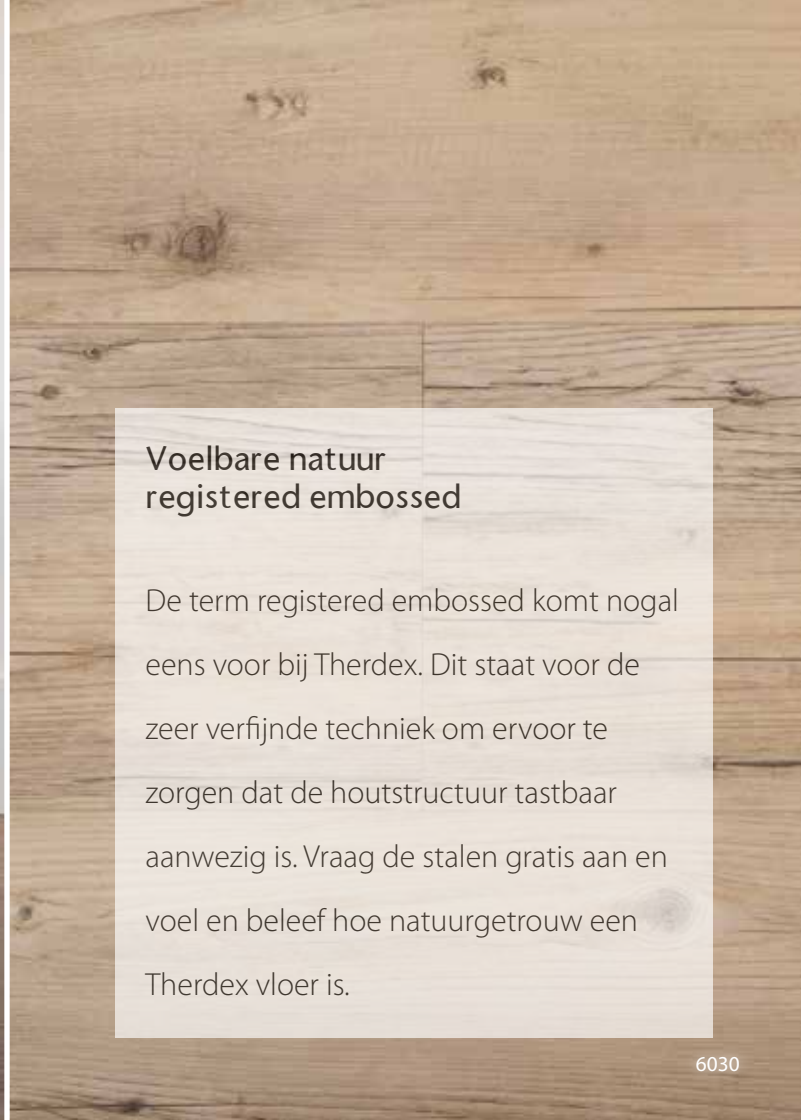 Voelbare natuur
registered embossed
De term registered embossed komt nogal
eens voor bij Therdex. Dit staat voor de
zeer verfijnde techniek om ervoor te
zorgen dat de houtstructuur tastbaar
aanwezig is. Vraag de stalen gratis aan en
voel en beleef hoe natuurgetrouw een
Therdex vloer is.
6030